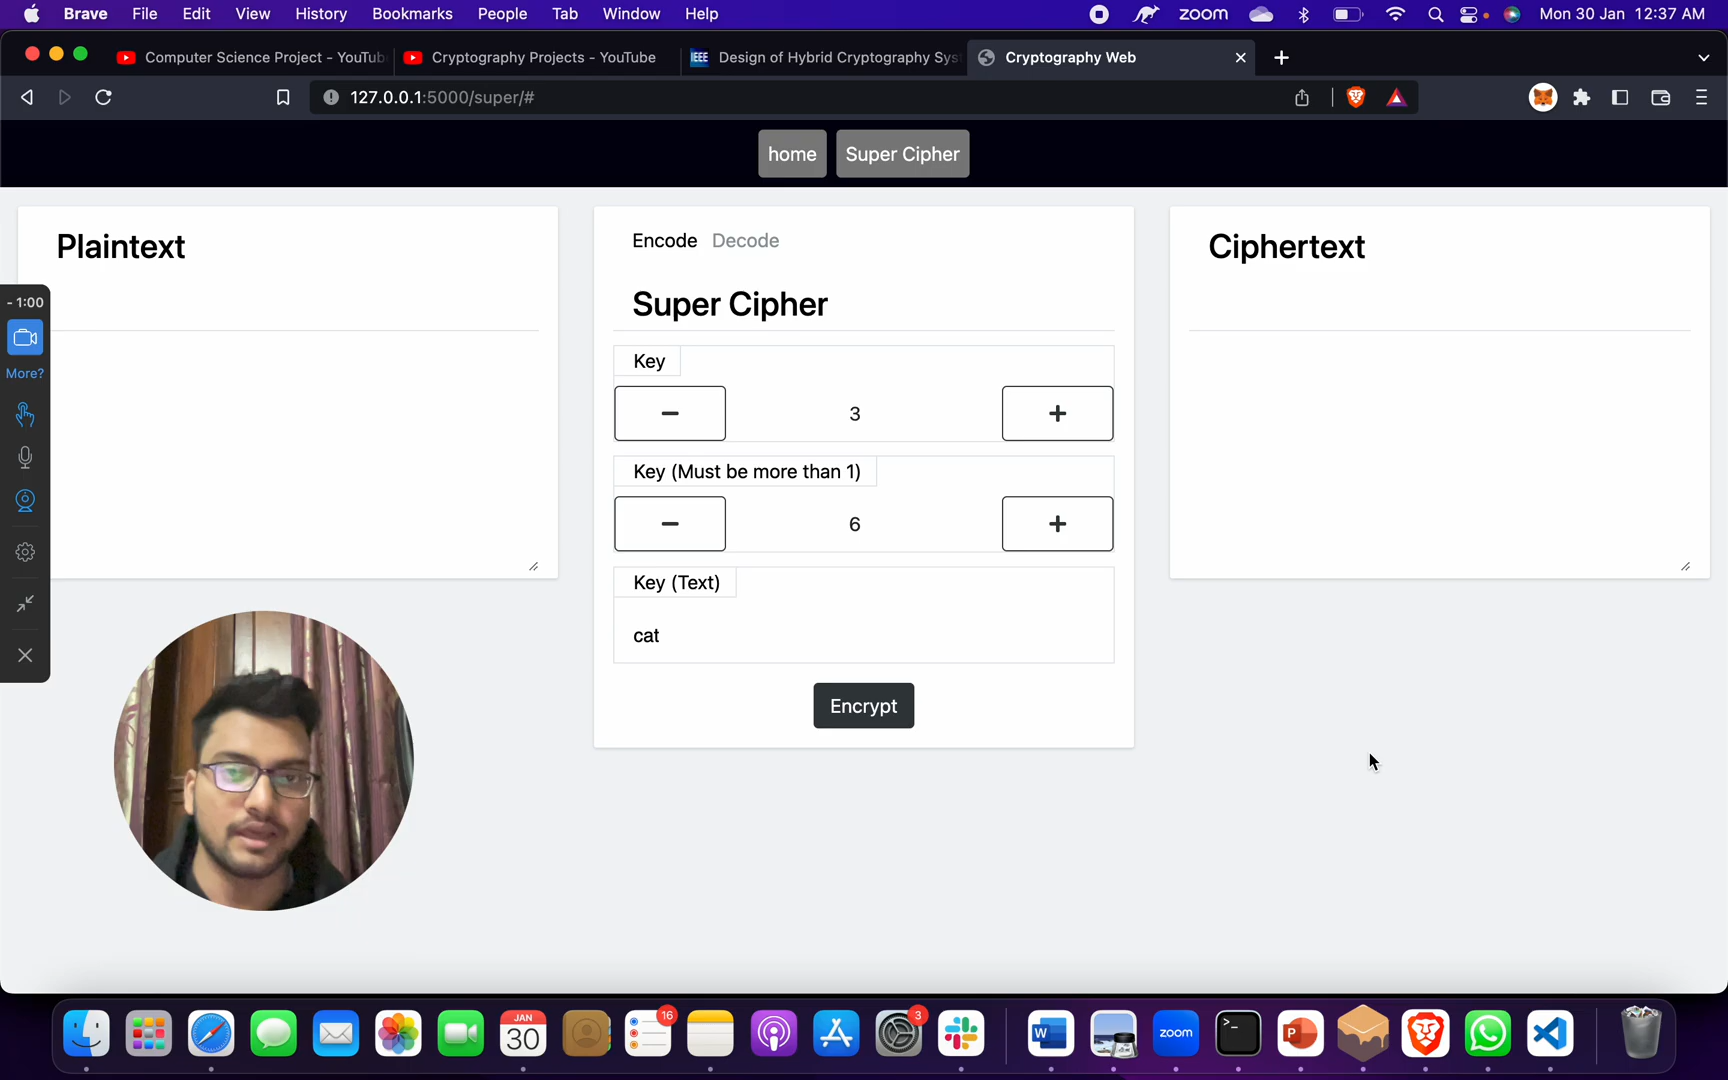 Brave File Edit View History Bookmarks People Tab Window Help zoom Mon 30 Jan 12:37 AM
Computer Science Project - YouTub Cryptography Projects - YouTube IEEE Design of Hybrid Cryptography Sys Cryptography Web
127.0.0.1:5000/super/#
home Super Cipher
Plaintext
Encode Decode
Ciphertext
- 1:00
More?
Super Cipher
Key
3
Key (Must be more than 1)
6
Key (Text)
cat
Encrypt
JAN
30
16
3
W
zoom
>_
P